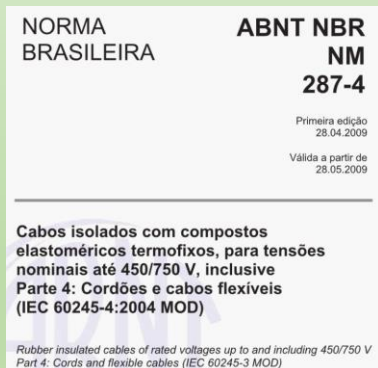 NORMA
BRASILEIRA
ABNT NBR
NM
287-4
Primeira edição
28.04.2009
Válida a partir de
28.05.2009
Cabos isolados com compostos
elastoméricos termofixos, para tensões
nominais até 450/750 V, inclusive
Parte 4: Cordões e cabos flexíveis
(IEC 60245-4:2004 MOD)
Rubber insulated cables of rated voltages up to and including 450/750 V
Part 4: Cords and flexible cables (IEC 60245-3 MOD)
ABNT